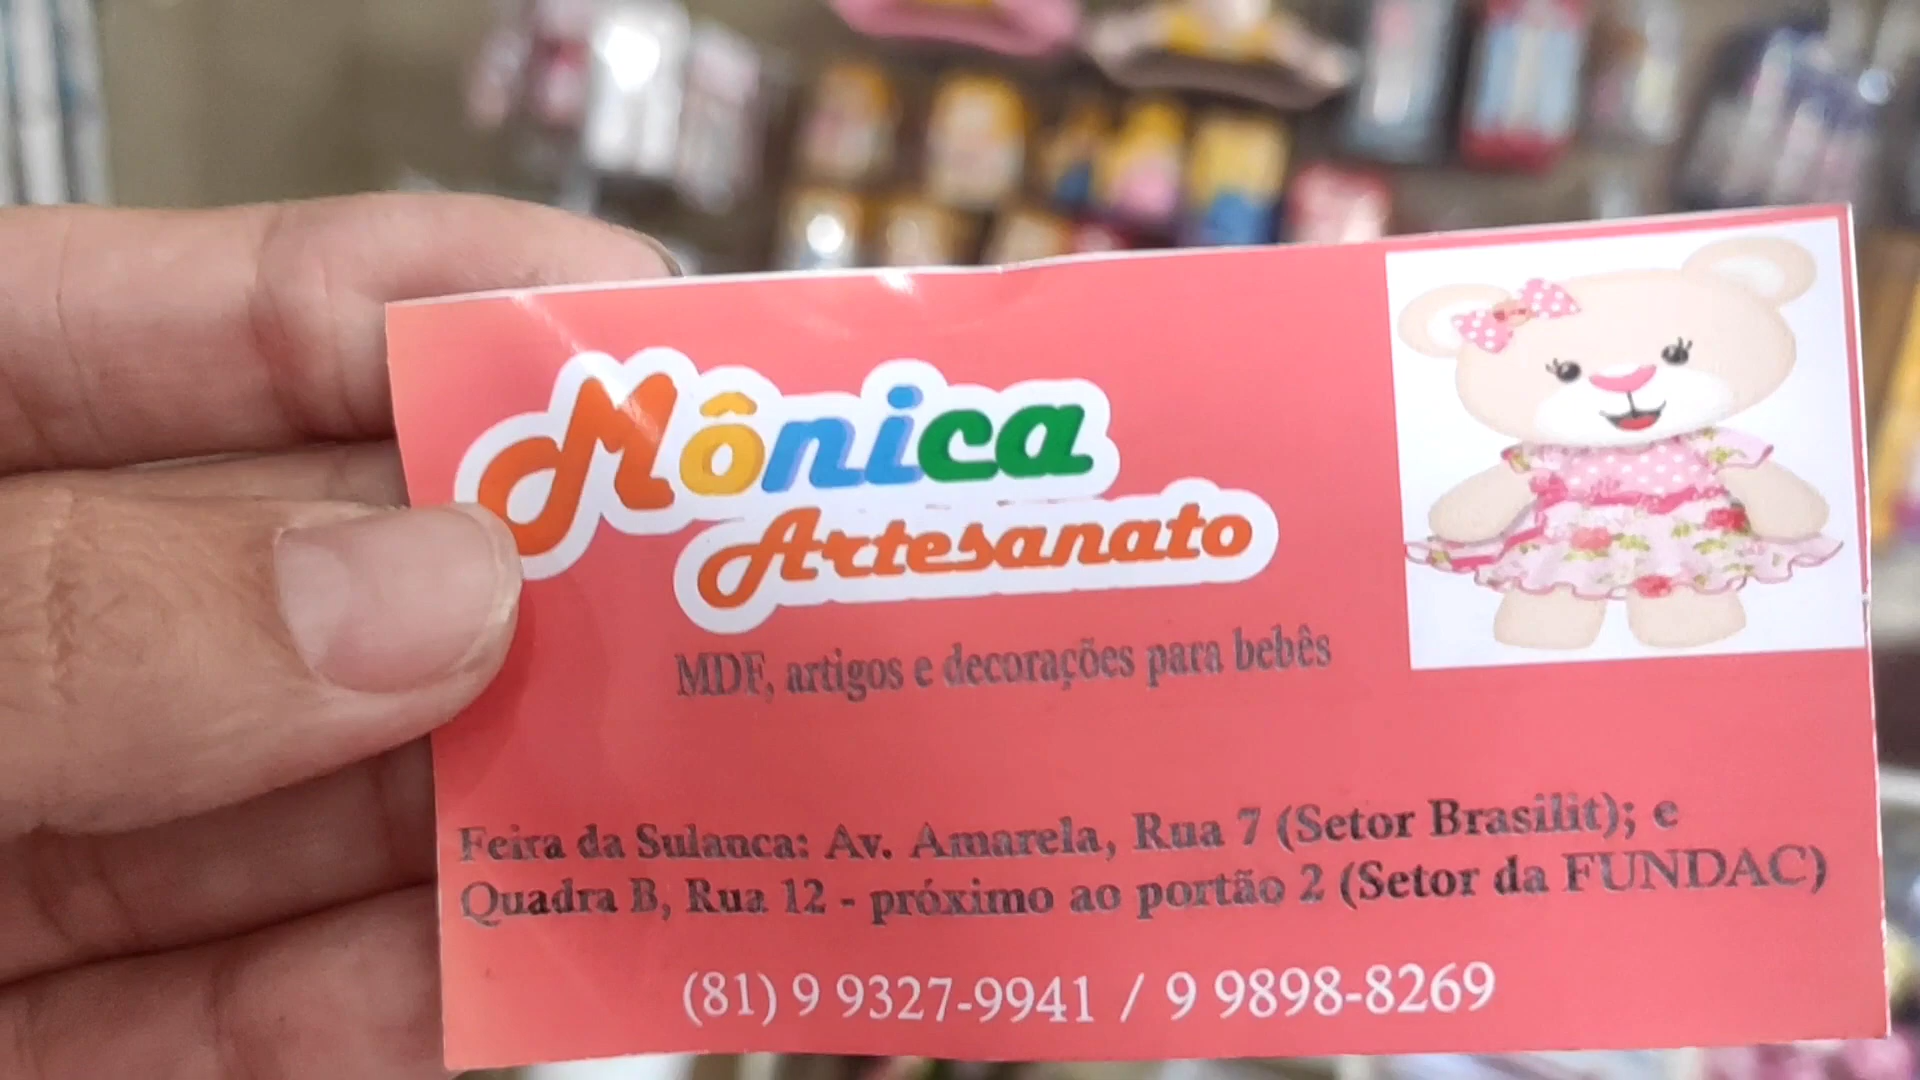 Mônica
Artesanato
MDF, artigos e decorações para bebês
Feira da Sulanca: Av. Amarela, Rua 7 (Setor Brasilit); e
Quadra B, Rua 12 - próximo ao portão 2 (Setor da FUNDAC)
(81) 9 9327-9941 / 9 9898-8269